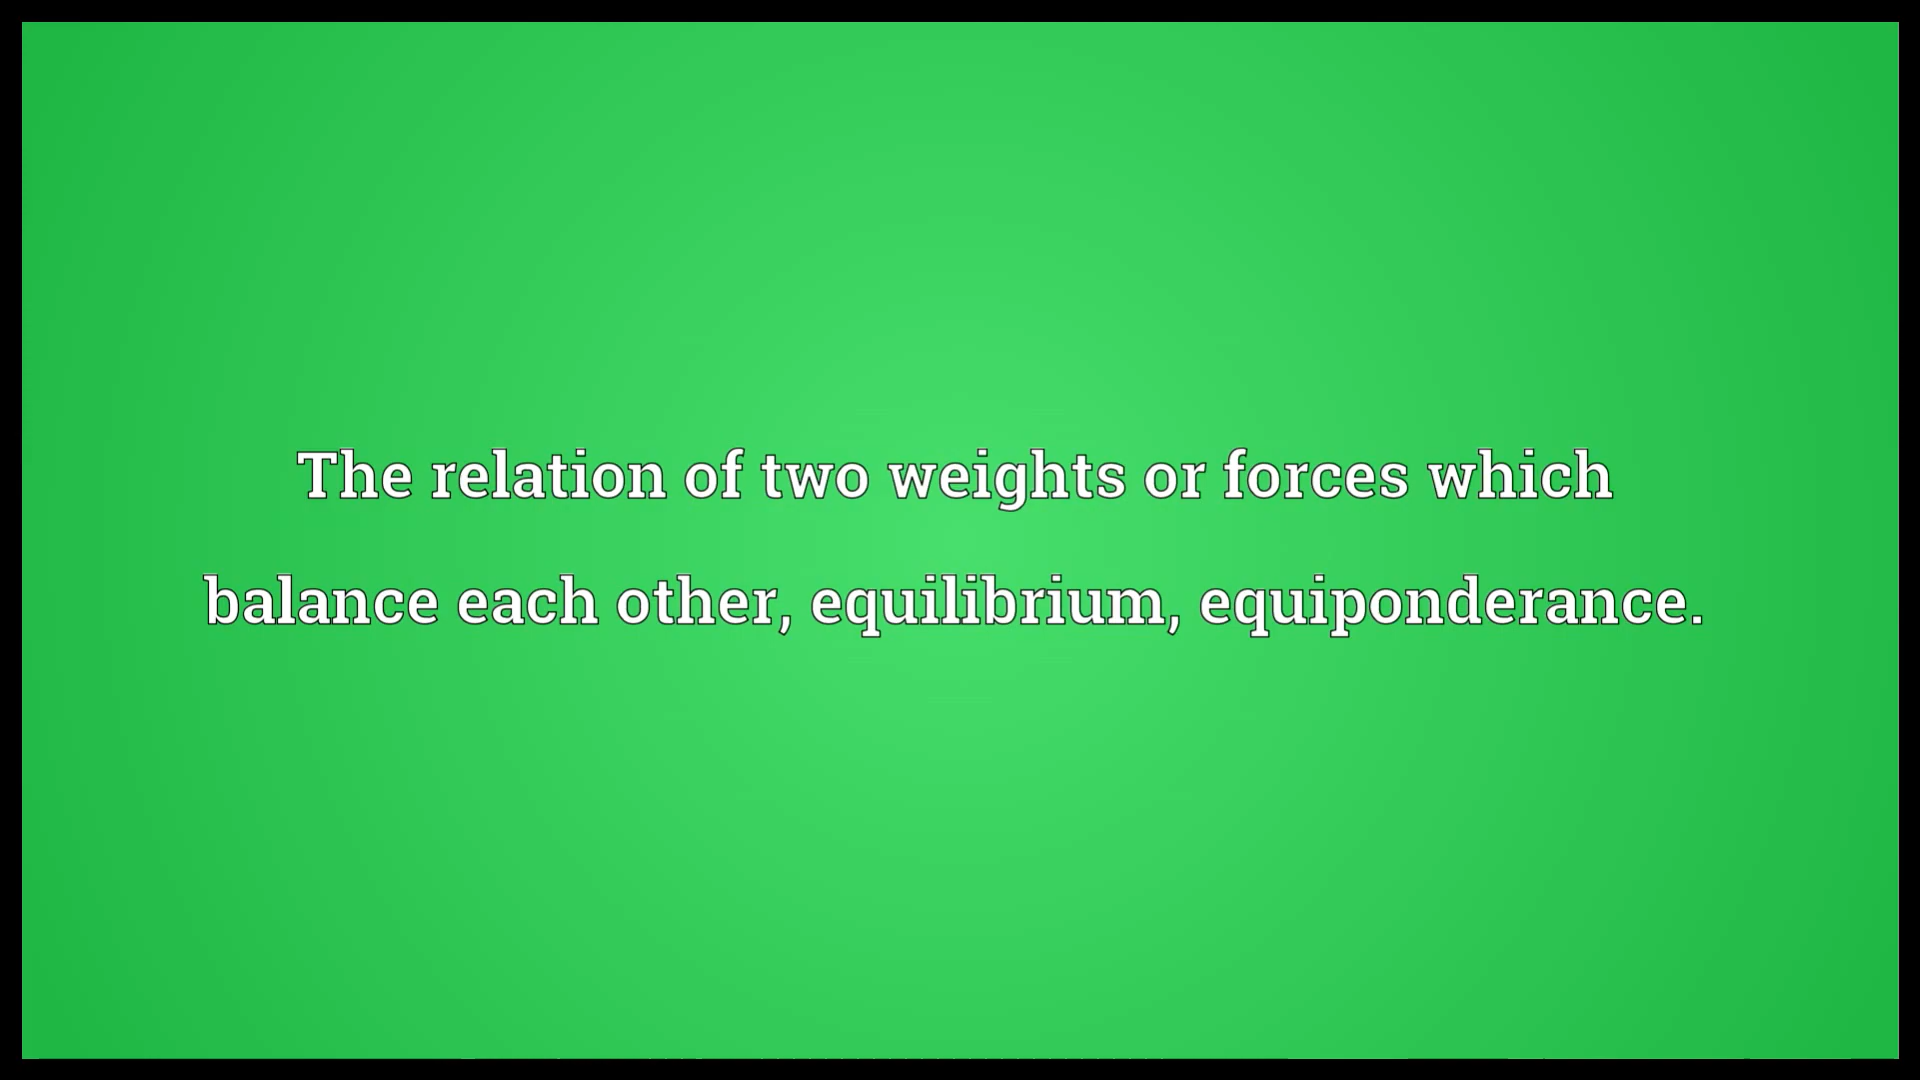 The relation of two weights or forces which
balance each other, equilibrium, equiponderance.